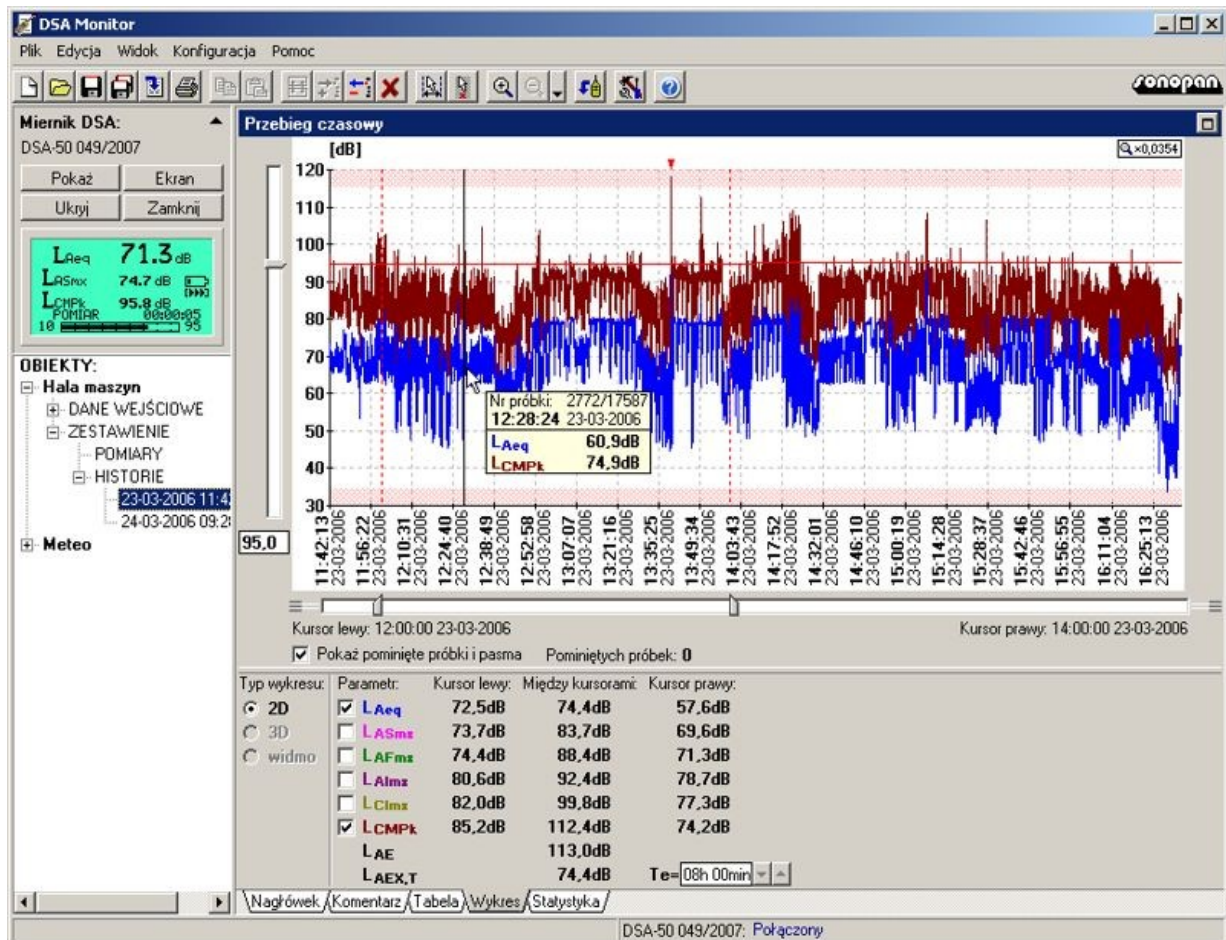 DSA Monitor
Plik Edycja Widok Konfiguracja Pomoc
sonopan
Miernik DSA:
DSA-50 049/2007
Pokaż Ekran
Ukryj Zamknij
LAeq 71.3 dB
LASmx 74.7 dB
LCMPk 95.8 dB
POMIAR 00:00:05
10 95
OBIEKTY:
Hala maszyn
DANE WEJŚCIOWE
ZESTAWIENIE
POMIARY
HISTORIE
23-03-2006 11:4
24-03-2006 09:2
Meteo
Przebieg czasowy
[dB]
×0,0354
120
110
100
90
80
70
60
50
40
30
95,0
Nr próbki: 2772/17587
12:28:24 23-03-2006
LAeq 60,9dB
LCMPk 74,9dB
11:42:13 23-03-2006
11:56:22 23-03-2006
12:10:31 23-03-2006
12:24:40 23-03-2006
12:38:49 23-03-2006
12:52:58 23-03-2006
13:07:07 23-03-2006
13:21:16 23-03-2006
13:35:25 23-03-2006
13:49:34 23-03-2006
14:03:43 23-03-2006
14:17:52 23-03-2006
14:32:01 23-03-2006
14:46:10 23-03-2006
15:00:19 23-03-2006
15:14:28 23-03-2006
15:28:37 23-03-2006
15:42:46 23-03-2006
15:56:55 23-03-2006
16:11:04 23-03-2006
16:25:13 23-03-2006
Kursor lewy: 12:00:00 23-03-2006 Kursor prawy: 14:00:00 23-03-2006
Pokaż pominięte próbki i pasma Pominiętych próbek: 0
Typ wykresu: Parametr: Kursor lewy: Między kursorami: Kursor prawy:
2D LAeq 72,5dB 74,4dB 57,6dB
3D LASmx 73,7dB 83,7dB 69,6dB
widmo LAFmx 74,4dB 88,4dB 71,3dB
LAImx 80,6dB 92,4dB 78,7dB
LCImx 82,0dB 99,8dB 77,3dB
LCMPk 85,2dB 112,4dB 74,2dB
LAE 113,0dB
LAEX,T 74,4dB Te= 08h 00min
Nagłówek Komentarz Tabela Wykres Statystyka
DSA-50 049/2007: Połączony